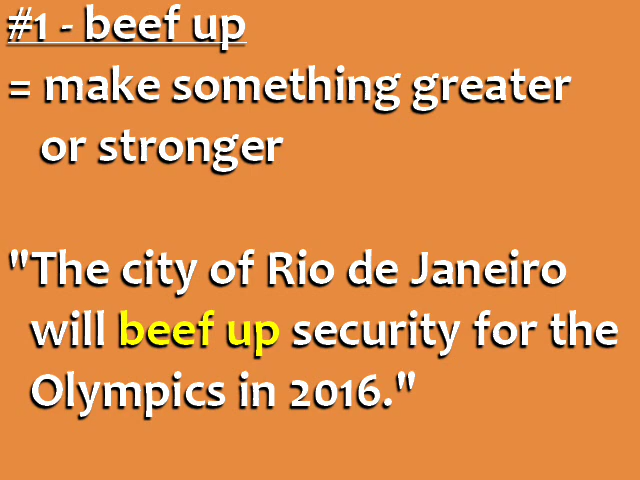 #1 - beef up
= make something greater
or stronger
"The city of Rio de Janeiro
will beef up security for the
Olympics in 2016."